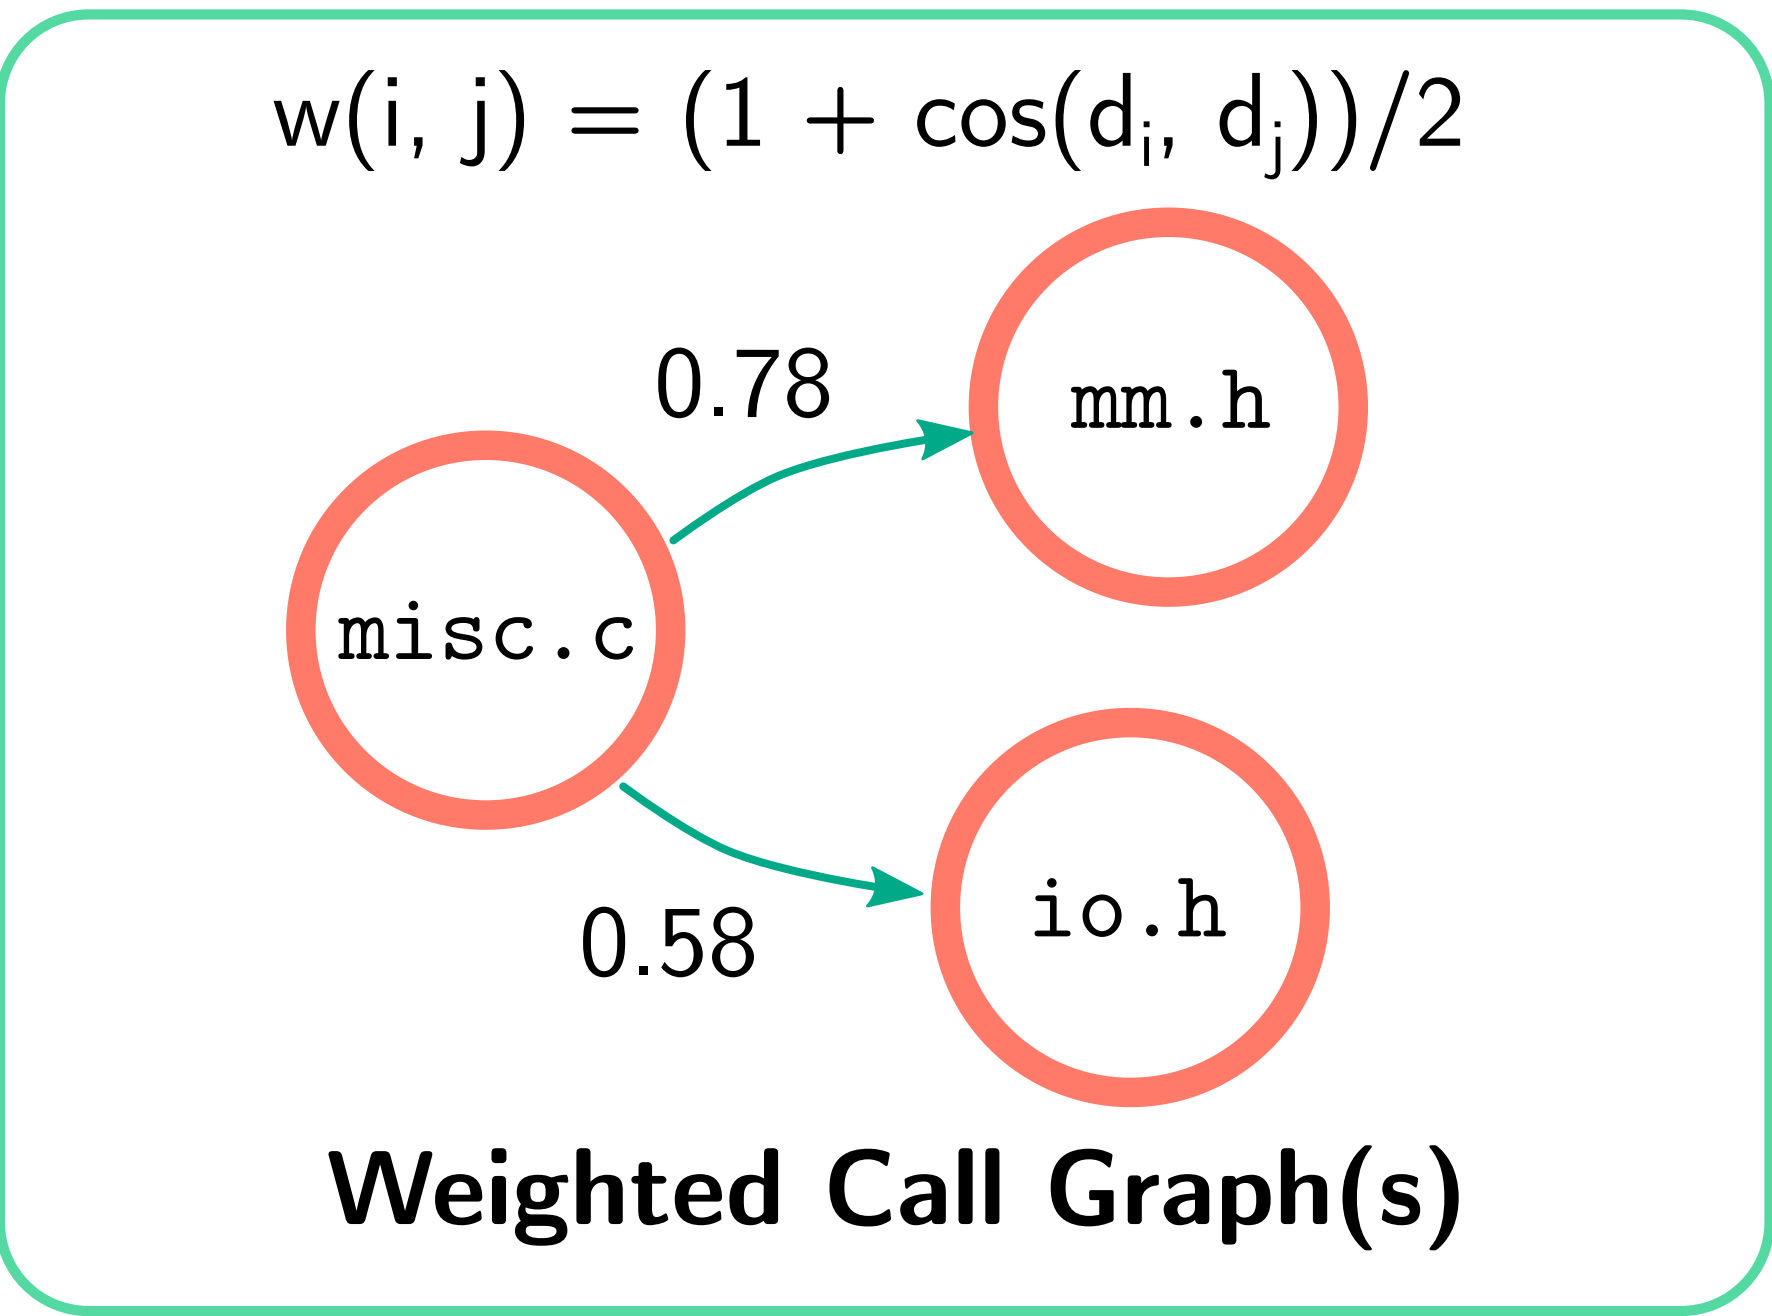 w(i, j) = (1 + cos(dᵢ, dⱼ))/2
0.78
mm.h
misc.c
io.h
0.58
Weighted Call Graph(s)